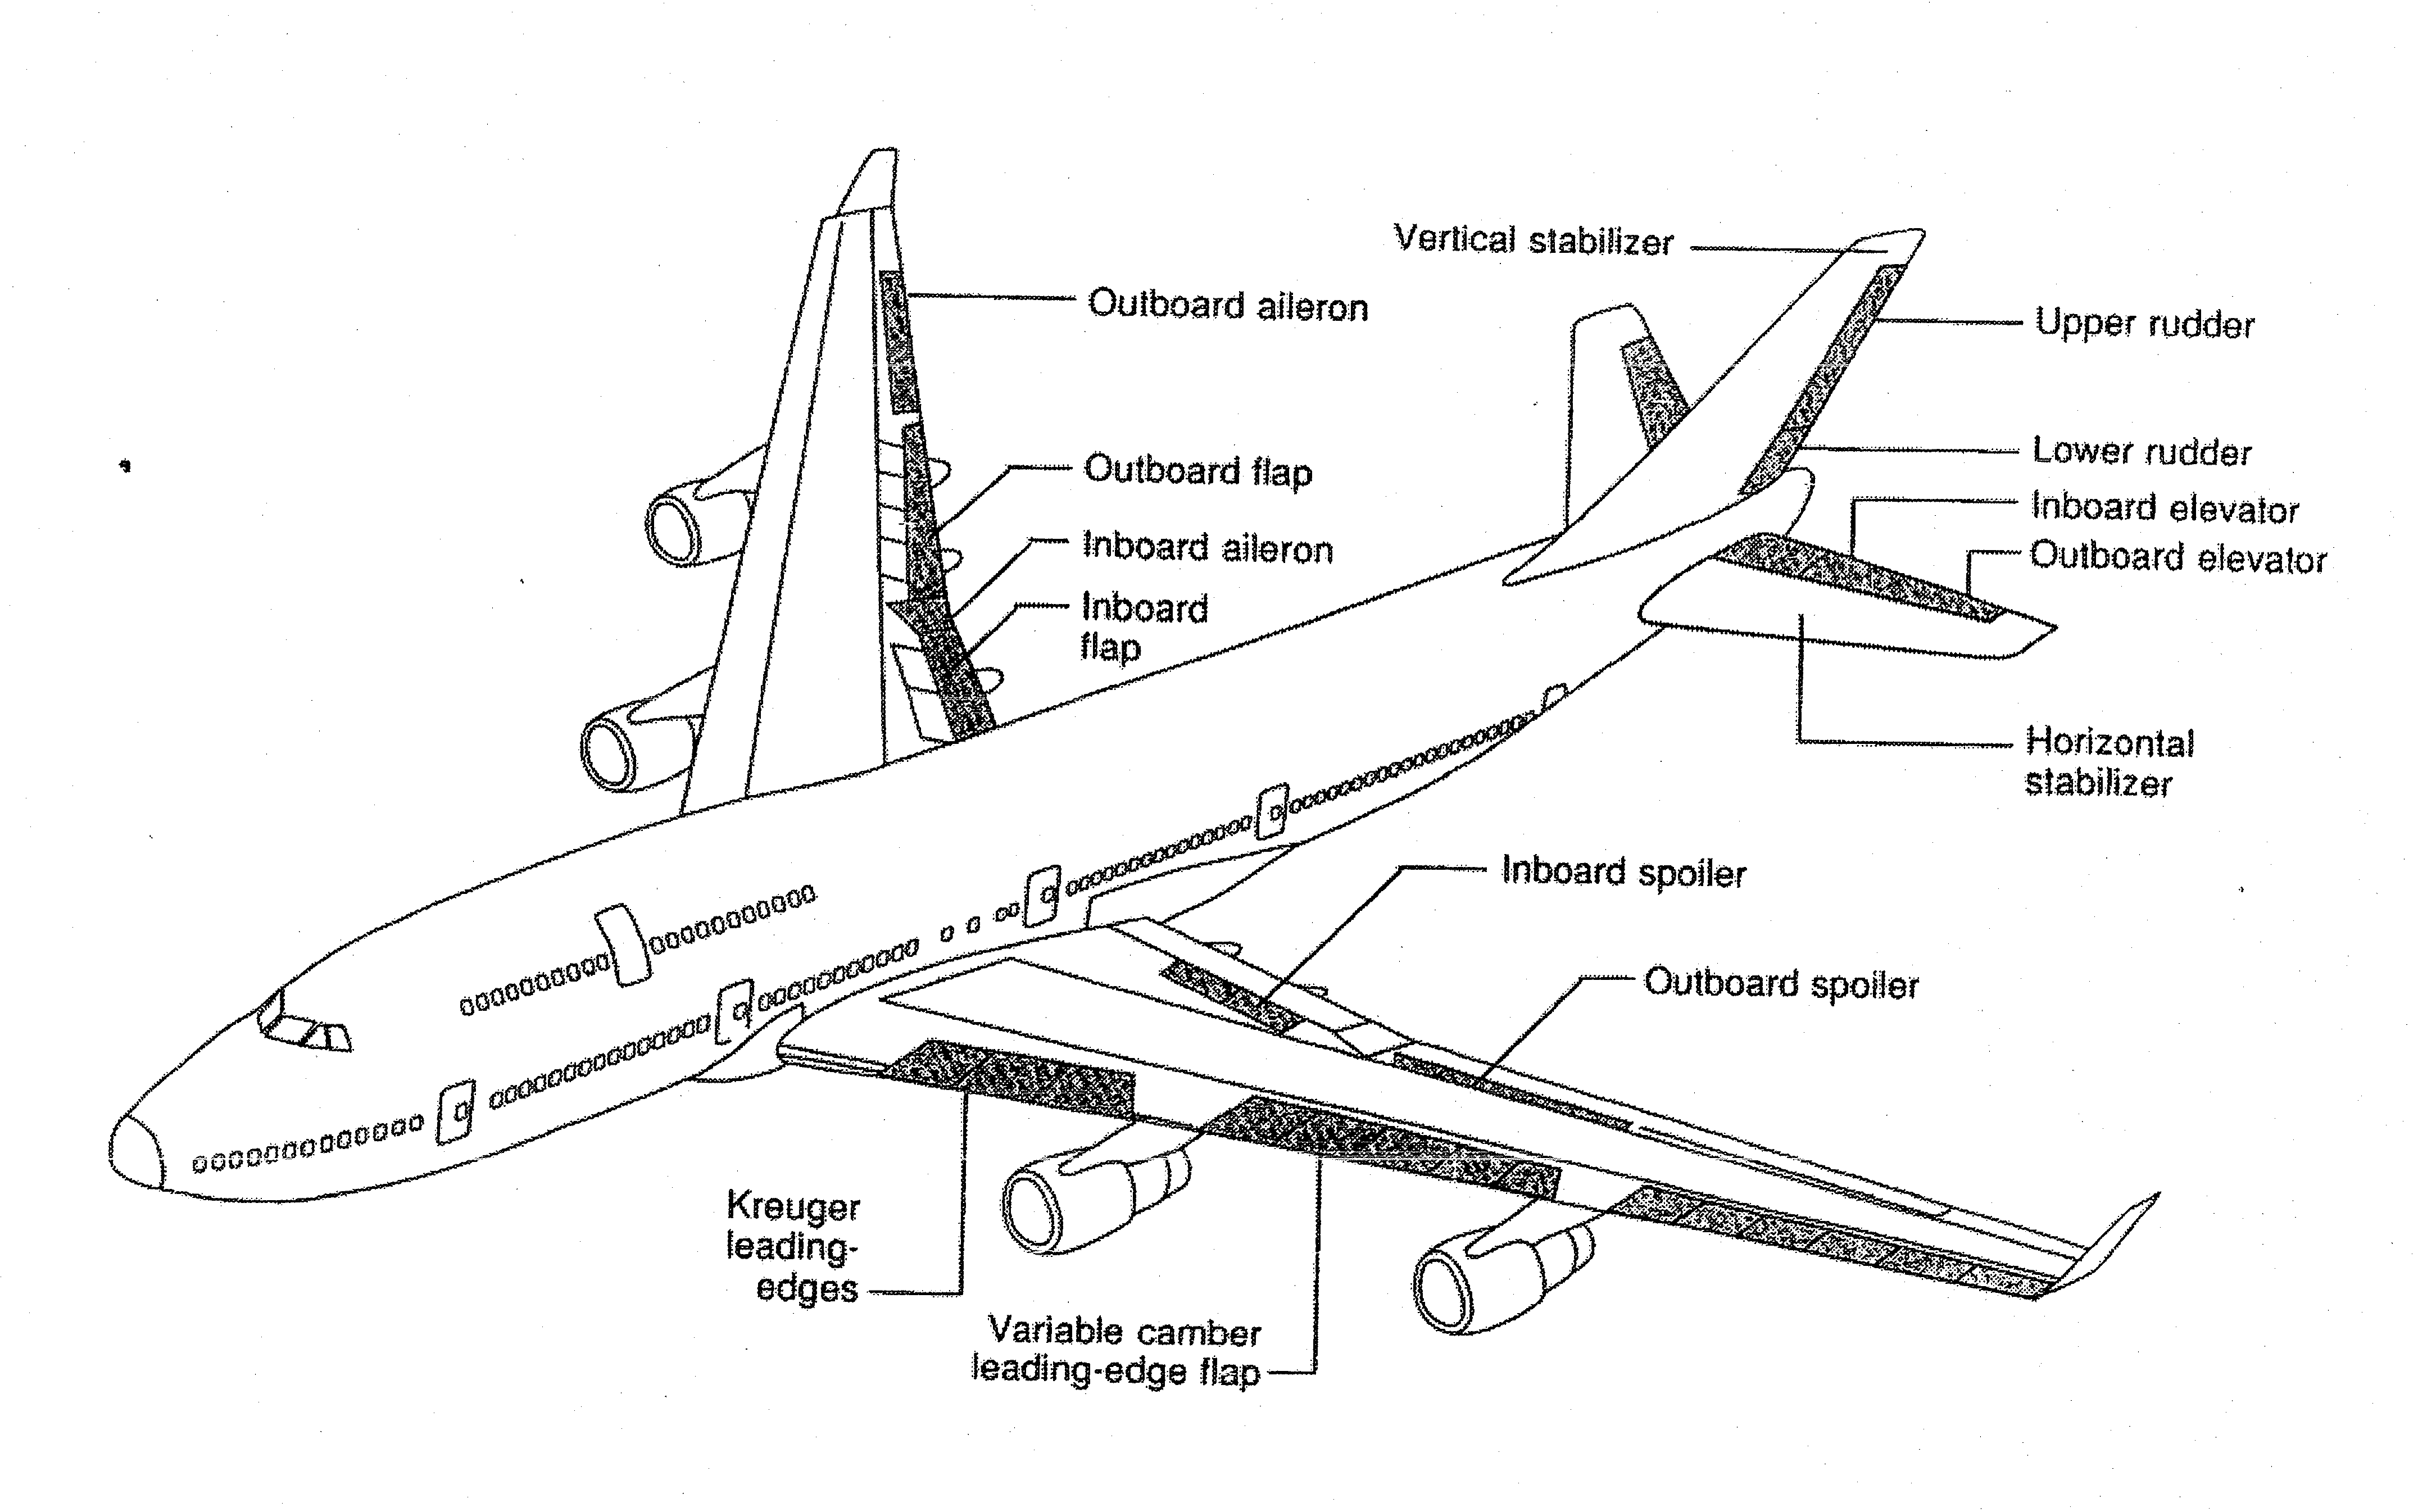 Vertical stabilizer
Outboard aileron
Upper rudder
Outboard flap
Lower rudder
Inboard elevator
Inboard aileron
Outboard elevator
Inboard
flap
Horizontal
stabilizer
Inboard spoiler
Outboard spoiler
Kreuger
leading-
edges
Variable camber
leading-edge flap